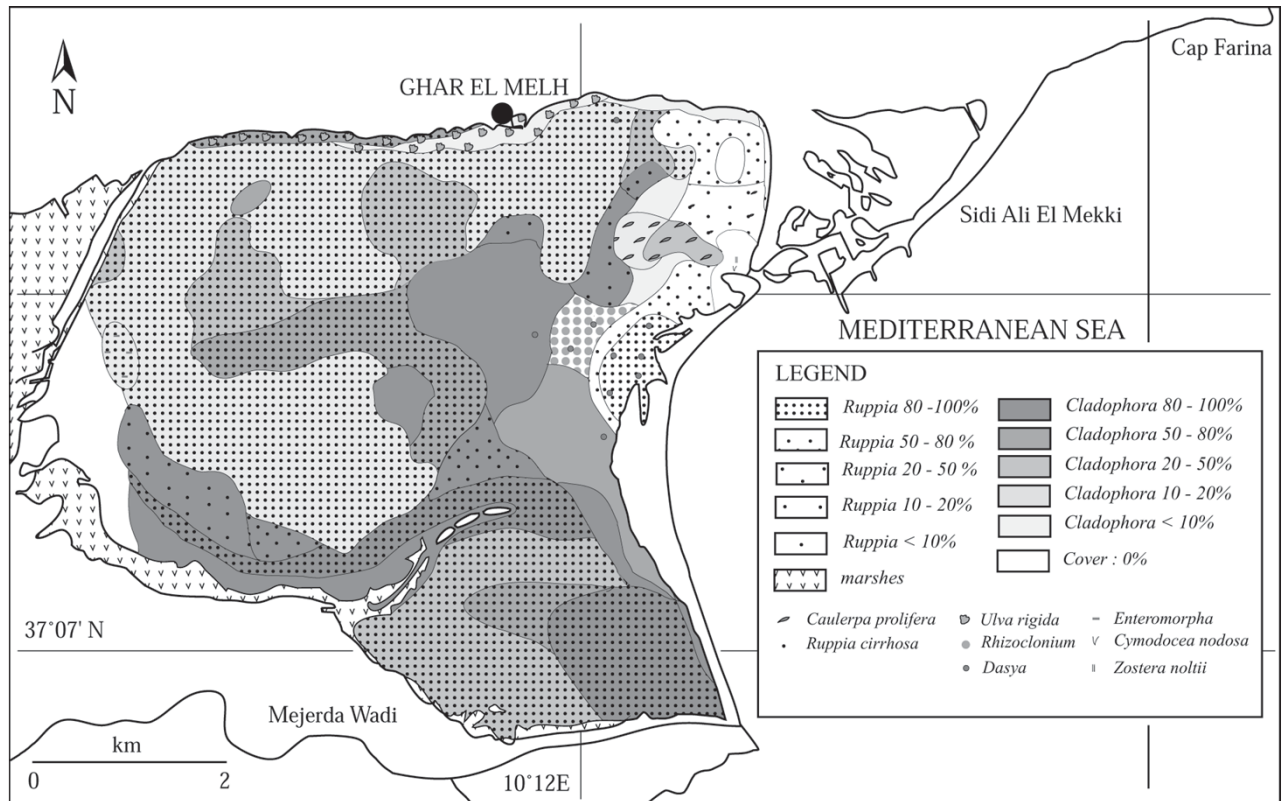 Cap Farina
N
GHAR EL MELH
Sidi Ali El Mekki
MEDITERRANEAN SEA
LEGEND
Ruppia 80 -100%
Ruppia 50 - 80 %
Ruppia 20 - 50 %
Ruppia 10 - 20%
Ruppia < 10%
marshes
Cladophora 80 - 100%
Cladophora 50 - 80%
Cladophora 20 - 50%
Cladophora 10 - 20%
Cladophora < 10%
Cover : 0%
Caulerpa prolifera
Ruppia cirrhosa
Ulva rigida
Rhizoclonium
Dasya
Enteromorpha
Cymodocea nodosa
Zostera noltii
37°07' N
Mejerda Wadi
km
0 2
10°12E